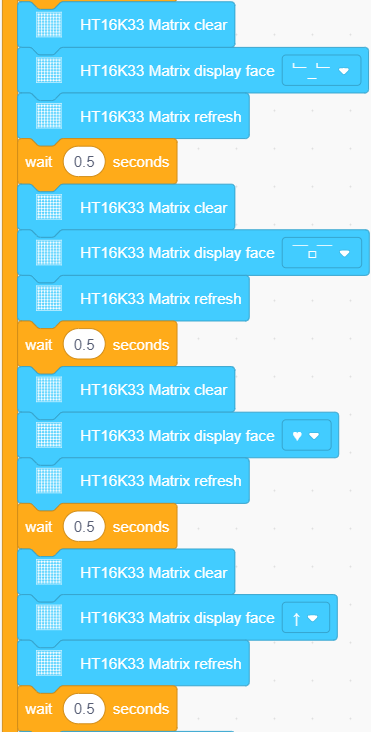 HT16K33 Matrix clear
HT16K33 Matrix display face
HT16K33 Matrix refresh
wait 0.5 seconds
HT16K33 Matrix clear
HT16K33 Matrix display face
HT16K33 Matrix refresh
wait 0.5 seconds
HT16K33 Matrix clear
HT16K33 Matrix display face ♥
HT16K33 Matrix refresh
wait 0.5 seconds
HT16K33 Matrix clear
HT16K33 Matrix display face ↑
HT16K33 Matrix refresh
wait 0.5 seconds